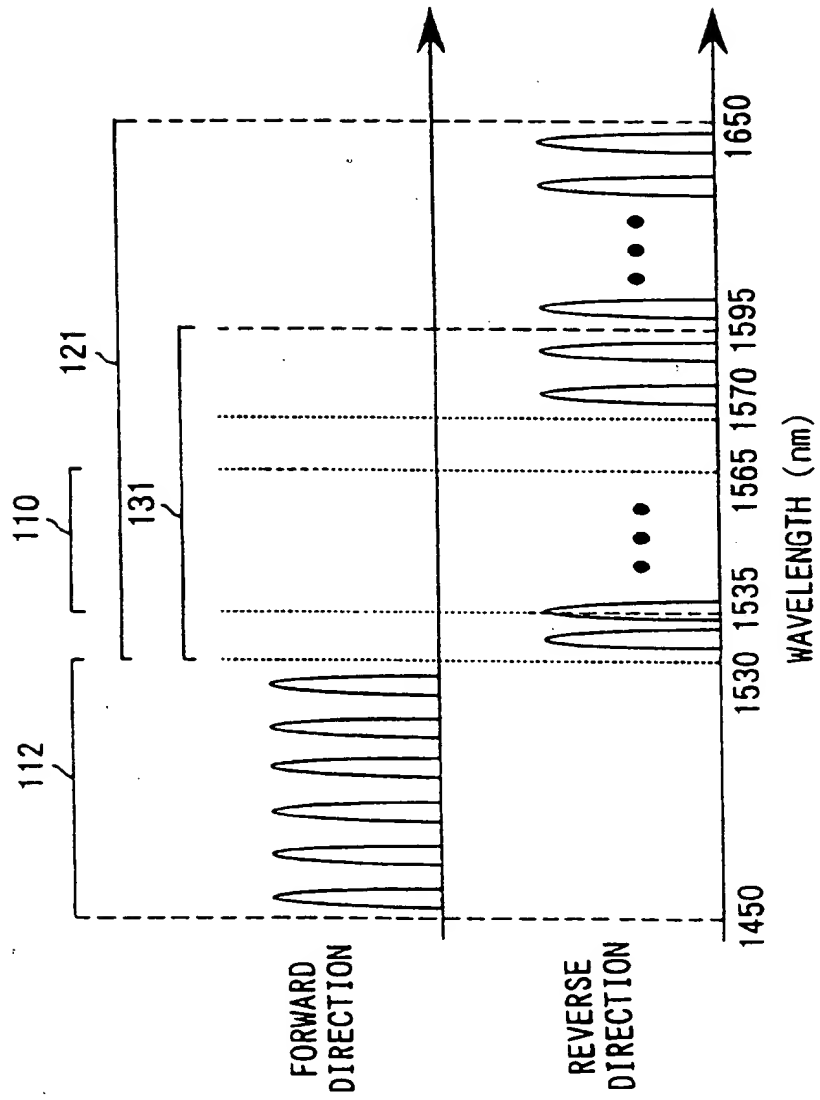 112
110
121
131
FORWARD
DIRECTION
REVERSE
DIRECTION
1450
1530
1535
1565
1570
1595
1650
WAVELENGTH (nm)